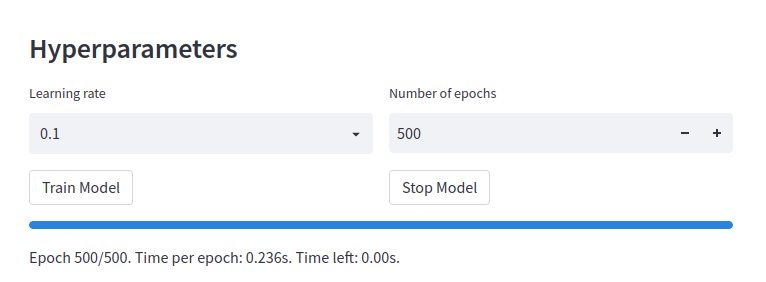 Hyperparameters
Learning rate
Number of epochs
0.1
500
Train Model
Stop Model
Epoch 500/500. Time per epoch: 0.236s. Time left: 0.00s.